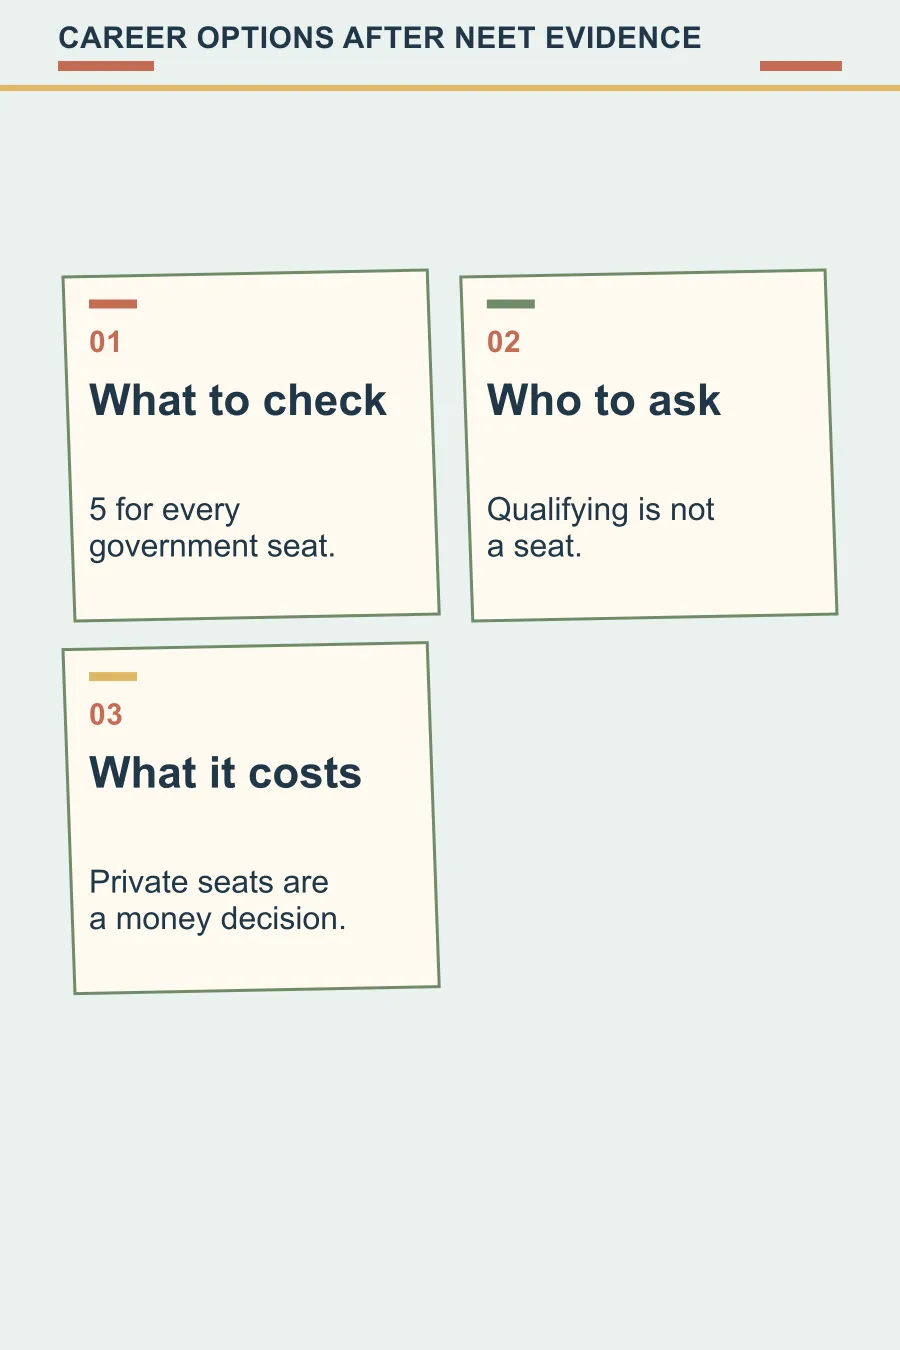 CAREER OPTIONS AFTER NEET EVIDENCE
01
What to check
5 for every
government seat.
02
Who to ask
Qualifying is not
a seat.
03
What it costs
Private seats are
a money decision.